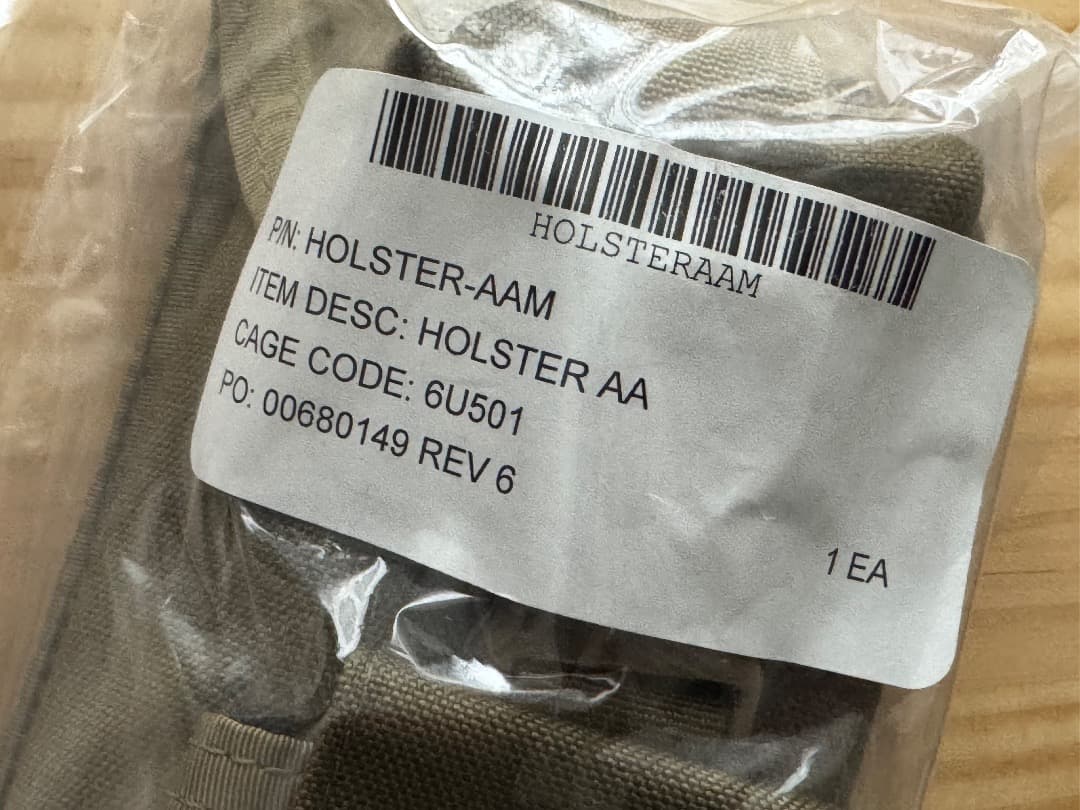 HOLSTERAAM
P/N: HOLSTER-AAM
ITEM DESC: HOLSTER AA
CAGE CODE: 6U501
PO: 00680149 REV 6
1 EA